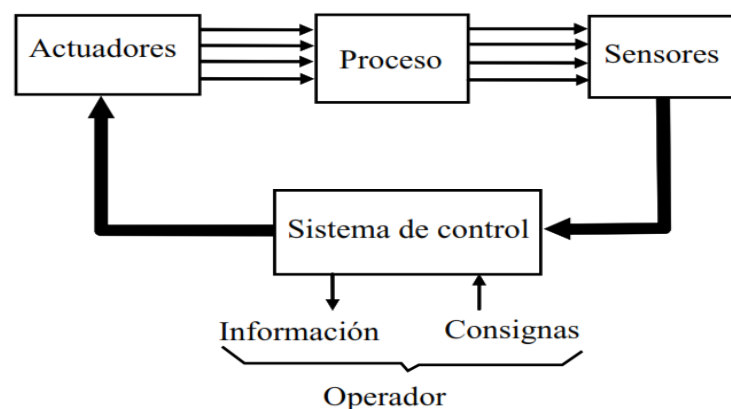 Actuadores
Proceso
Sensores
Sistema de control
Información
Consignas
Operador